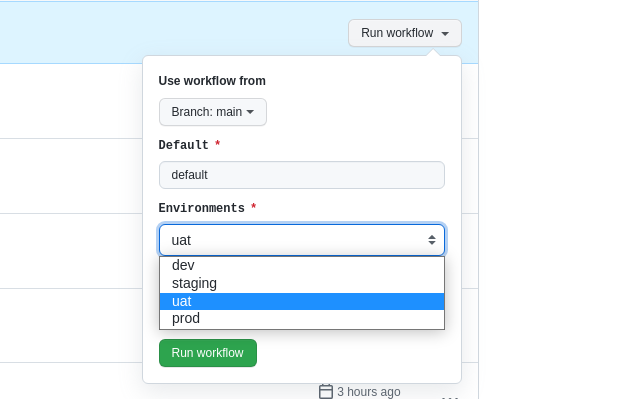 Run workflow
Use workflow from
Branch: main
Default *
default
Environments *
uat
dev
staging
uat
prod
Run workflow
3 hours ago